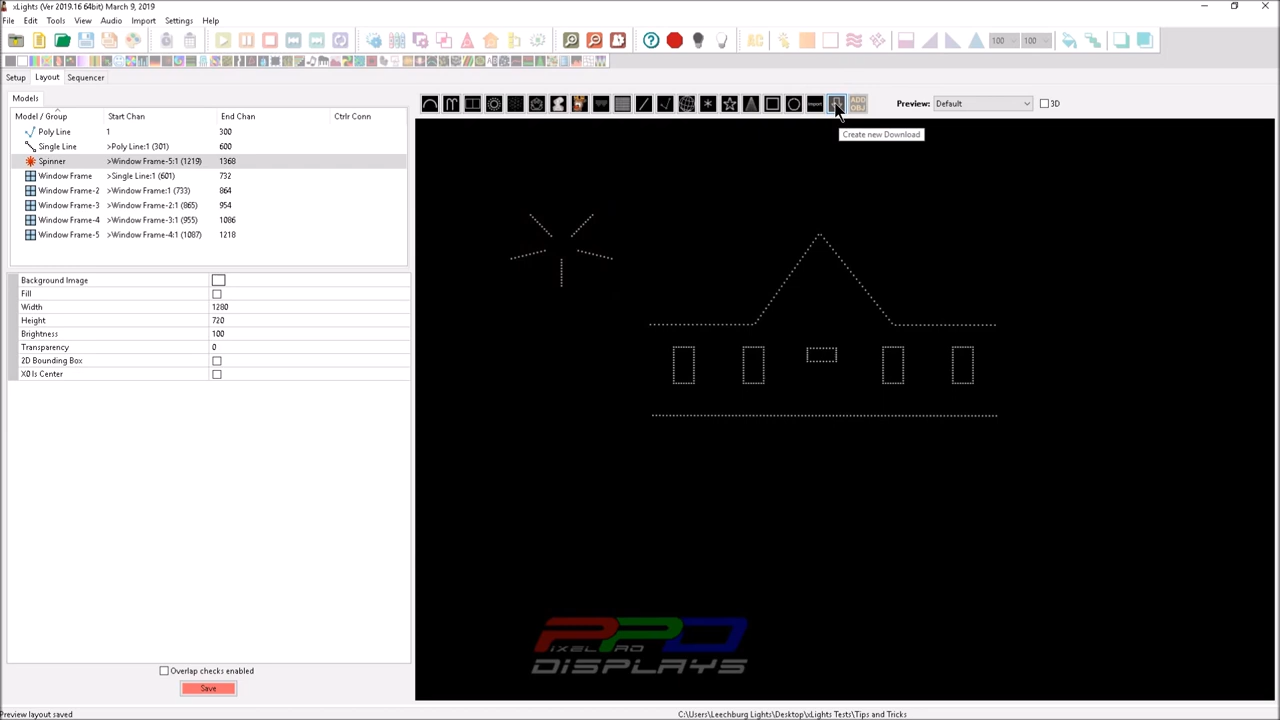 xLights (Ver 2019.16 64bit) March 9, 2019
File Edit Tools View Audio Import Settings Help
100 100
Setup Layout Sequencer
Models
Preview: Default 3D
import ADD OBJ
Create new Download
Model / Group Start Chan End Chan Ctrlr Conn
Poly Line 1 300
Single Line >Poly Line:1 (301) 600
Spinner >Window Frame-5:1 (1219) 1368
Window Frame >Single Line:1 (601) 732
Window Frame-2 >Window Frame:1 (733) 864
Window Frame-3 >Window Frame-2:1 (865) 954
Window Frame-4 >Window Frame-3:1 (955) 1086
Window Frame-5 >Window Frame-4:1 (1087) 1218
Background Image
Fill
Width 1280
Height 720
Brightness 100
Transparency 0
2D Bounding Box
X0 Is Center
PPD
DISPLAYS
Overlap checks enabled
Save
Preview layout saved C:\Users\Leechburg Lights\Desktop\xLights Tests\Tips and Tricks